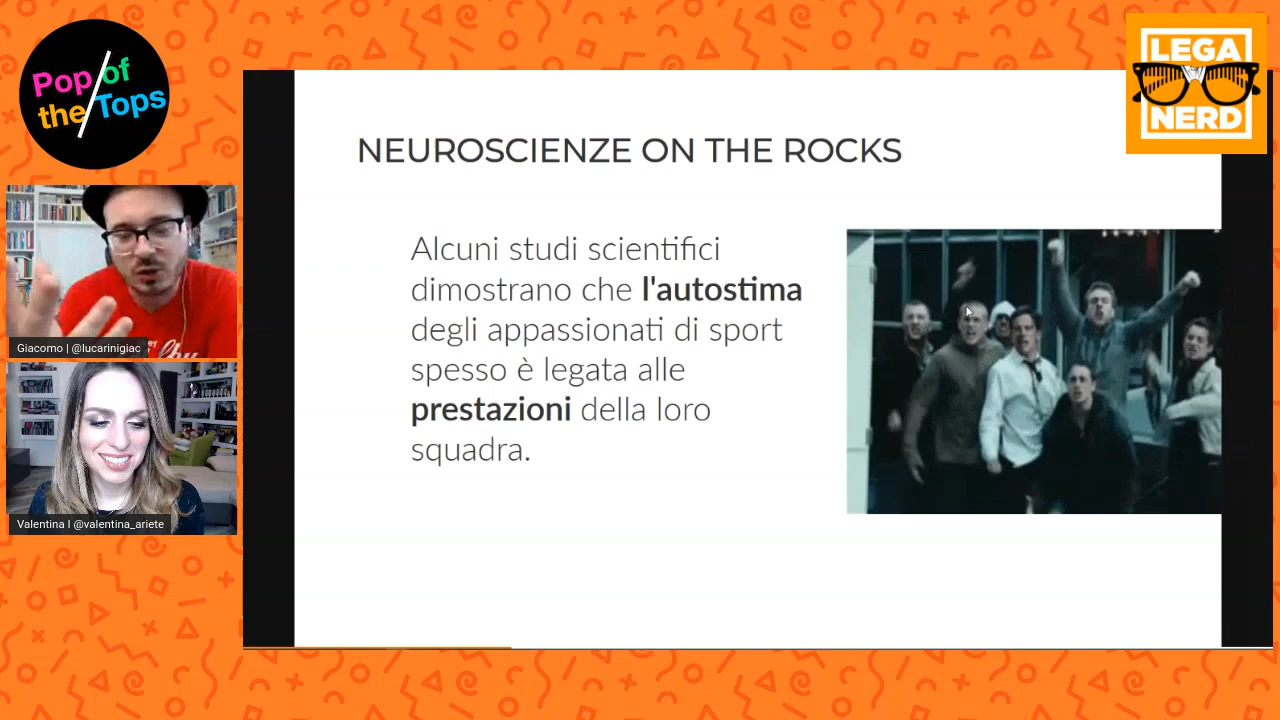 Pop/of
the/Tops
LEGA
NERD
NEUROSCIENZE ON THE ROCKS
Alcuni studi scientifici
dimostrano che l'autostima
degli appassionati di sport
spesso è legata alle
prestazioni della loro
squadra.
Giacomo | @lucarinigiac
Valentina I @valentina_ariete